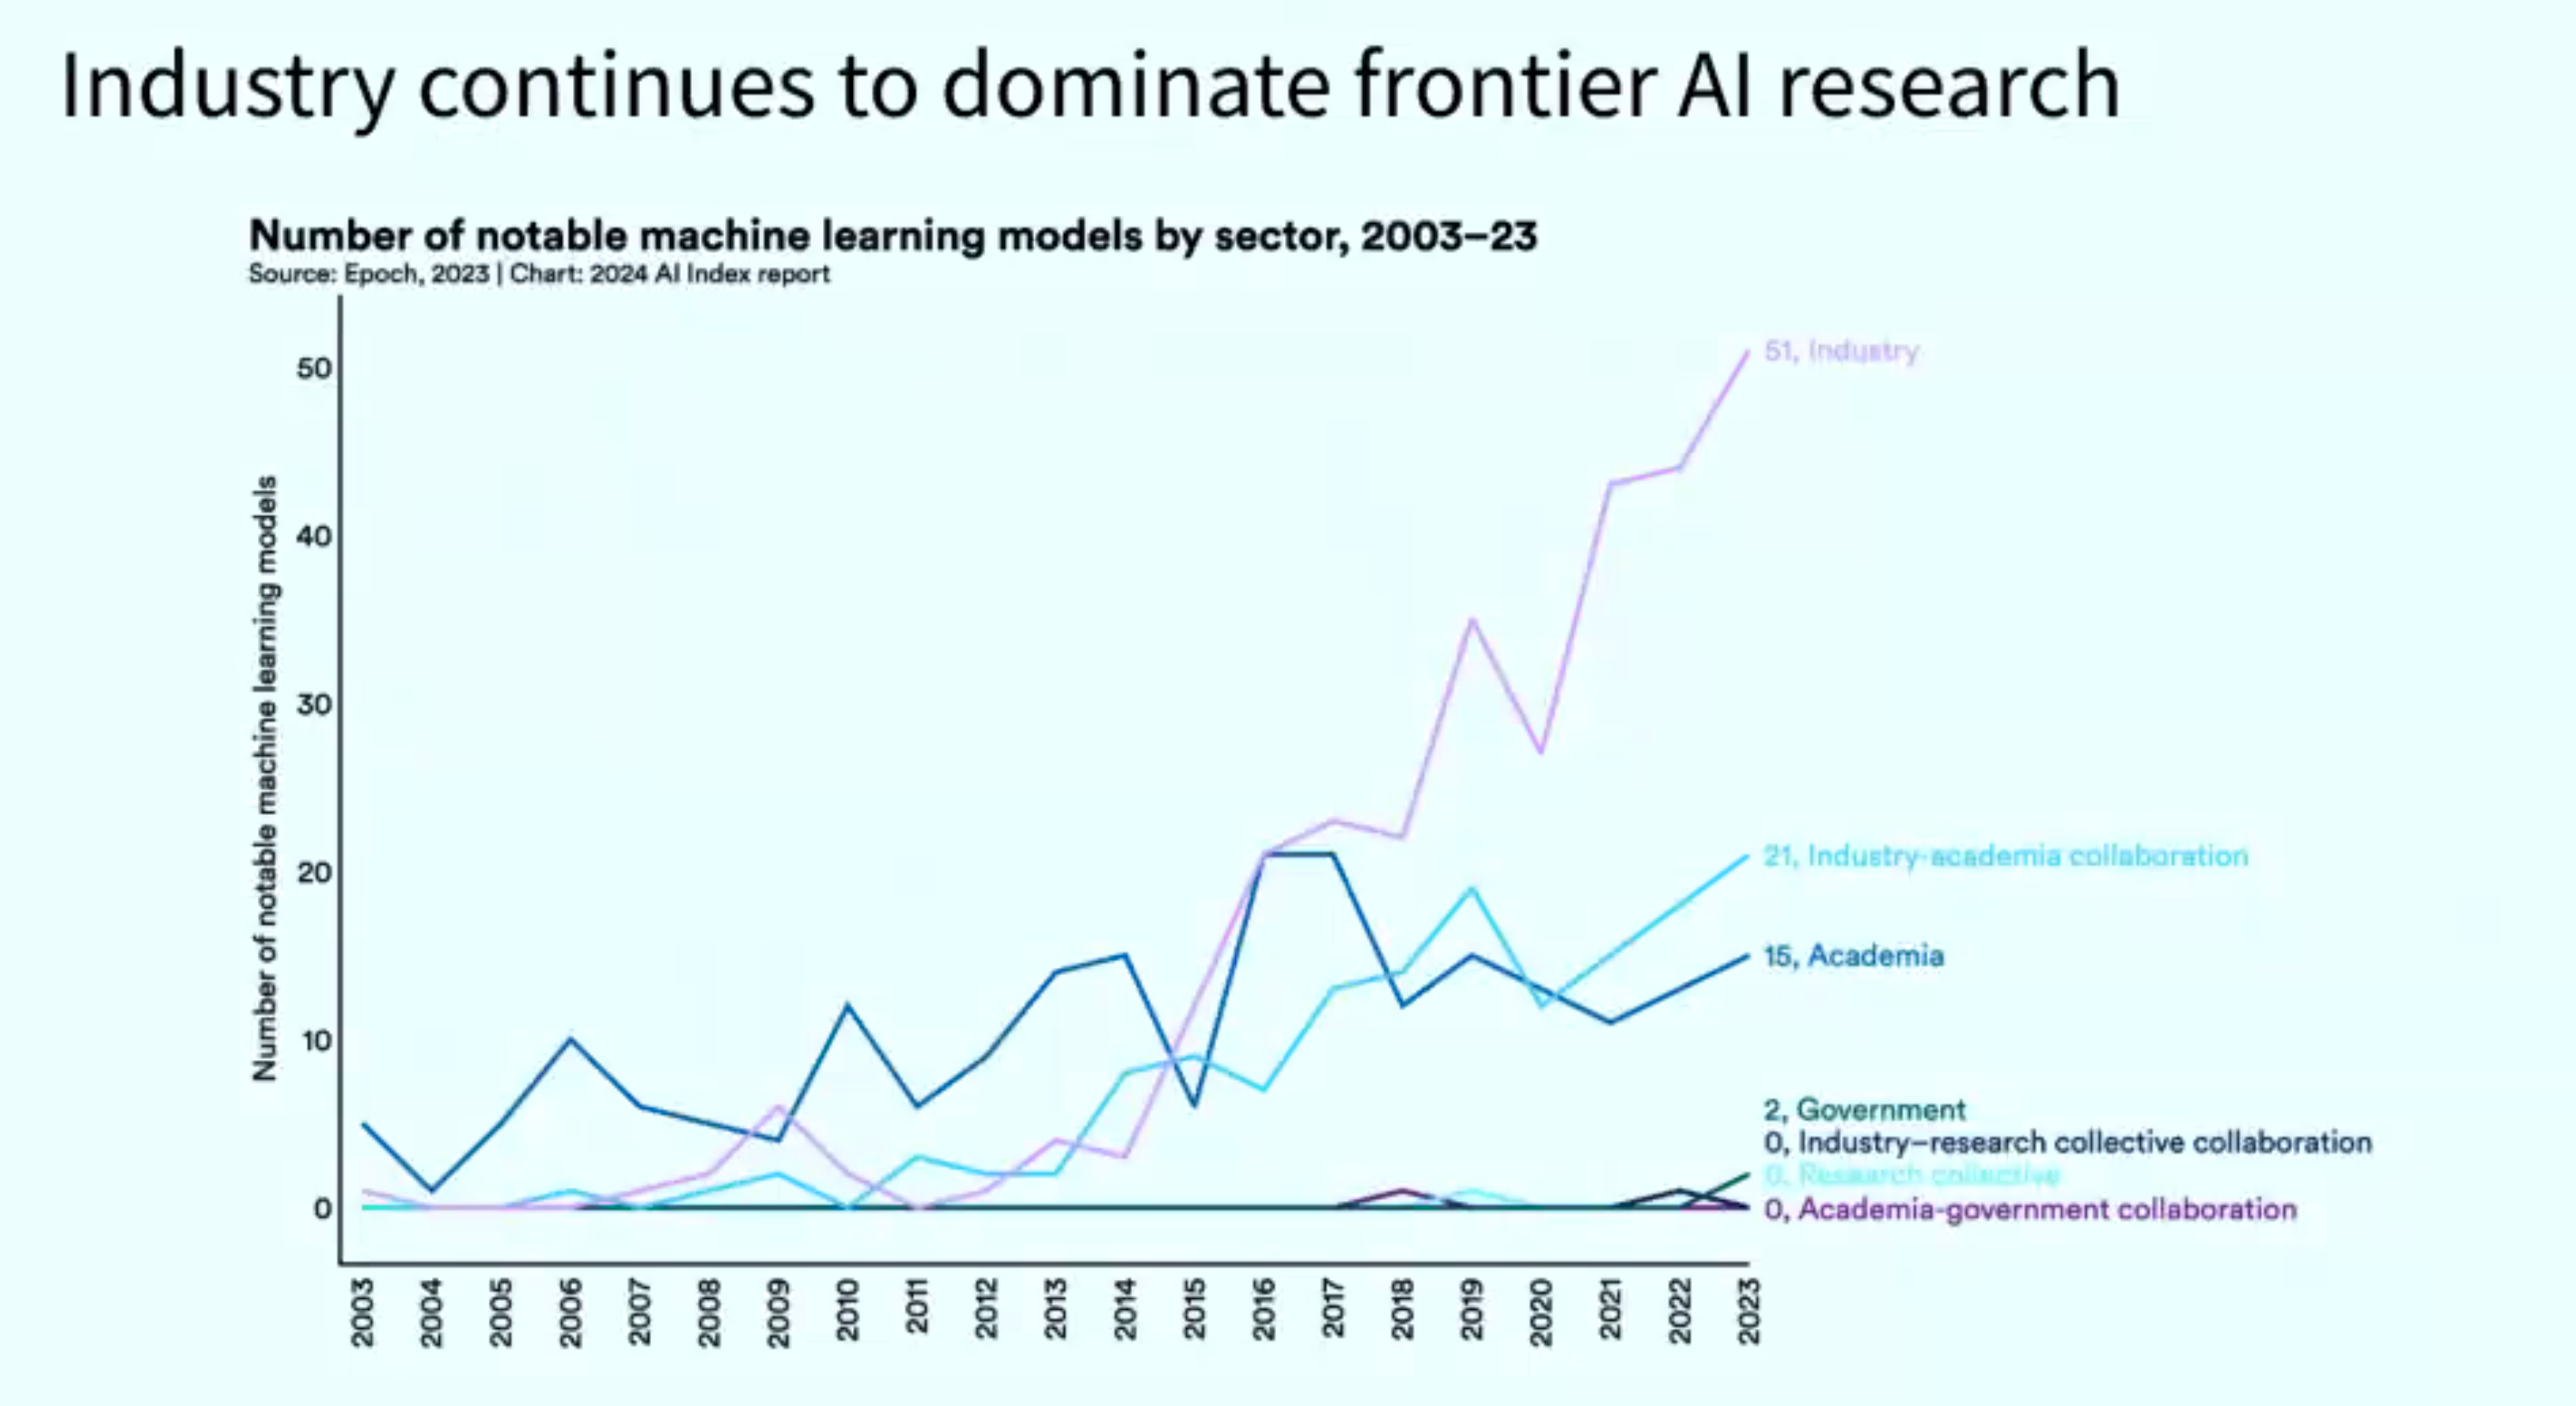 Industry continues to dominate frontier AI research
Number of notable machine learning models by sector, 2003–23
Source: Epoch, 2023 | Chart: 2024 AI Index report
Number of notable machine learning models
50
40
30
20
10
0
51, Industry
21, Industry-academia collaboration
15, Academia
2, Government
0, Industry–research collective collaboration
0, Research collective
0, Academia-government collaboration
2003
2004
2005
2006
2007
2008
2009
2010
2011
2012
2013
2014
2015
2016
2017
2018
2019
2020
2021
2022
2023